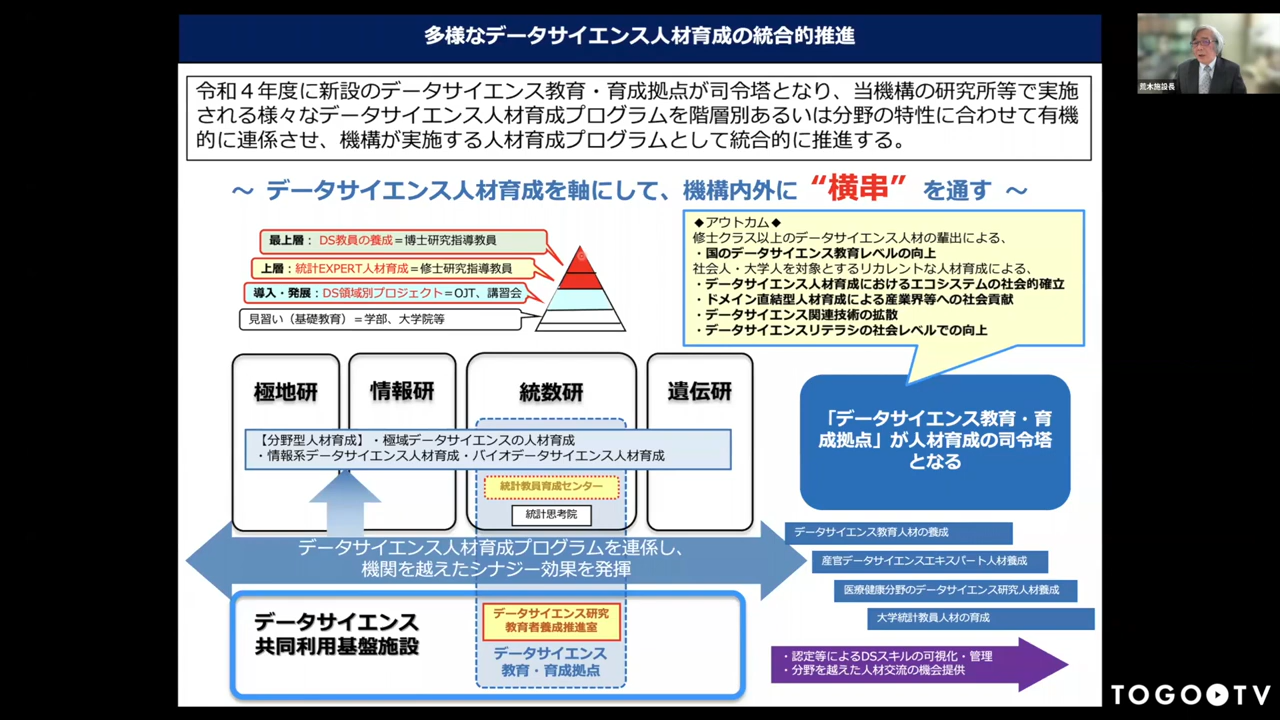 多様なデータサイエンス人材育成の統合的推進
荒木施設長
令和４年度に新設のデータサイエンス教育・育成拠点が司令塔となり、当機構の研究所等で実施
される様々なデータサイエンス人材育成プログラムを階層別あるいは分野の特性に合わせて有機
的に連係させ、機構が実施する人材育成プログラムとして統合的に推進する。
～ データサイエンス人材育成を軸にして、機構内外に “横串” を通す ～
最上層： DS教員の養成＝博士研究指導教員
上層：統計EXPERT人材育成＝修士研究指導教員
導入・発展：DS領域別プロジェクト＝OJT、講習会
見習い（基礎教育）＝学部、大学院等
◆アウトカム◆
修士クラス以上のデータサイエンス人材の輩出による、
・国のデータサイエンス教育レベルの向上
社会人・大学人を対象とするリカレントな人材育成による、
・データサイエンス人材育成におけるエコシステムの社会的確立
・ドメイン直結型人材育成による産業界等への社会貢献
・データサイエンス関連技術の拡散
・データサイエンスリテラシの社会レベルでの向上
極地研
情報研
統数研
遺伝研
【分野型人材育成】・極域データサイエンスの人材育成
・情報系データサイエンス人材育成・バイオデータサイエンス人材育成
統計教員育成センター
統計思考院
「データサイエンス教育・育
成拠点」が人材育成の司令塔
となる
データサイエンス人材育成プログラムを連係し、
機関を越えたシナジー効果を発揮
データサイエンス教育人材の養成
産官データサイエンスエキスパート人材養成
医療健康分野のデータサイエンス研究人材養成
大学統計教員人材の育成
データサイエンス
共同利用基盤施設
データサイエンス研究
教育者養成推進室
データサイエンス
教育・育成拠点
・認定等によるDSスキルの可視化・管理
・分野を越えた人材交流の機会提供
TOGO TV